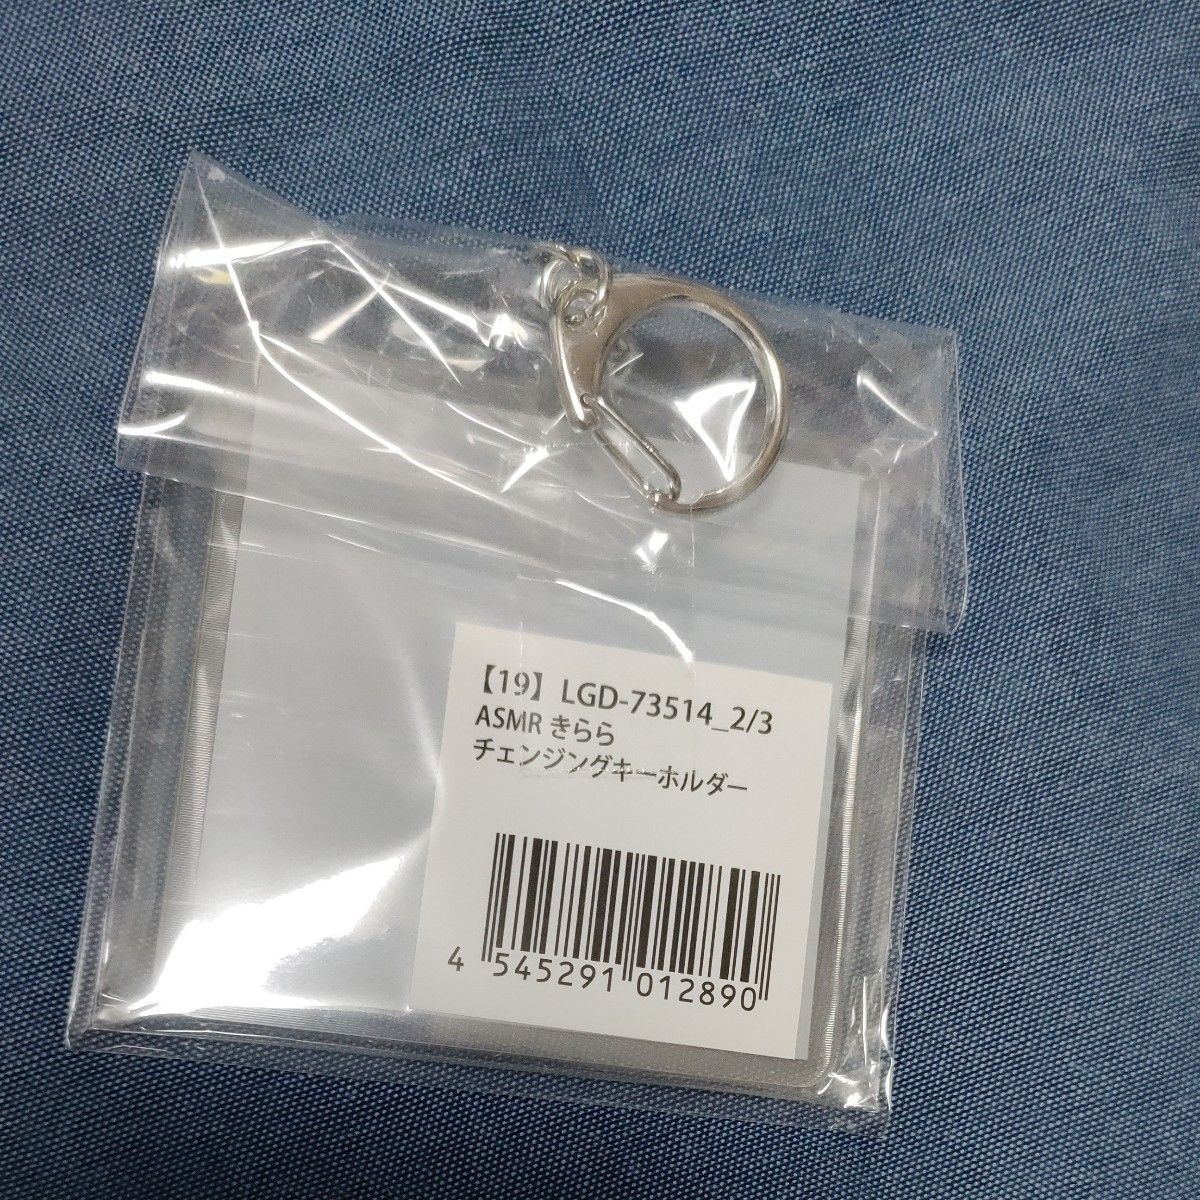 【19】LGD-73514_2/3
ASMR きらら
チェンジングキーホルダー
4 545291 012890